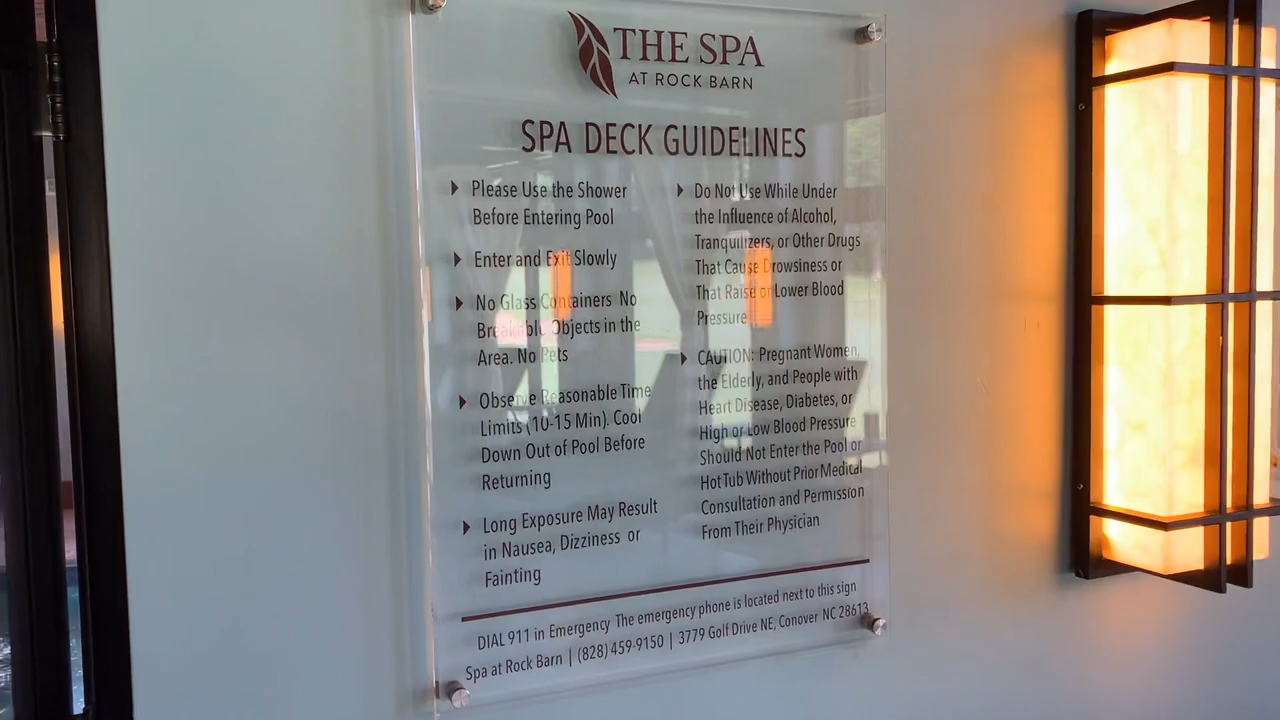 THE SPA
AT ROCK BARN
SPA DECK GUIDELINES
Please Use the Shower
Before Entering Pool
Enter and Exit Slowly
No Glass Containers No
Breakable Objects in the
Area. No Pets
Observe Reasonable Time
Limits (10-15 Min). Cool
Down Out of Pool Before
Returning
Long Exposure May Result
in Nausea, Dizziness or
Fainting
Do Not Use While Under
the Influence of Alcohol,
Tranquilizers, or Other Drugs
That Cause Drowsiness or
That Raise or Lower Blood
Pressure
CAUTION: Pregnant Women,
the Elderly, and People with
Heart Disease, Diabetes, or
High or Low Blood Pressure
Should Not Enter the Pool or
Hot Tub Without Prior Medical
Consultation and Permission
From Their Physician
DIAL 911 in Emergency The emergency phone is located next to this sign
Spa at Rock Barn | (828) 459-9150 | 3779 Golf Drive NE, Conover NC 28613